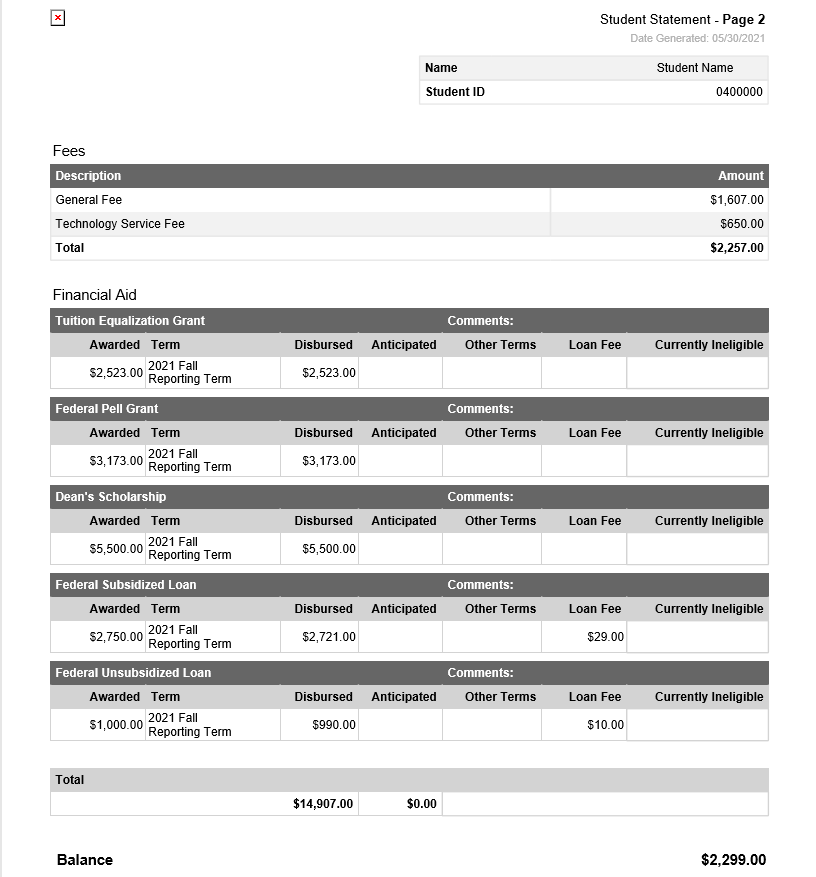 Student Statement - Page 2
Date Generated: 05/30/2021
Name Student Name
Student ID 0400000
Fees
Description Amount
General Fee $1,607.00
Technology Service Fee $650.00
Total $2,257.00
Financial Aid
Tuition Equalization Grant Comments:
Awarded Term Disbursed Anticipated Other Terms Loan Fee Currently Ineligible
$2,523.00 2021 Fall $2,523.00
Reporting Term
Federal Pell Grant Comments:
Awarded Term Disbursed Anticipated Other Terms Loan Fee Currently Ineligible
$3,173.00 2021 Fall $3,173.00
Reporting Term
Dean's Scholarship Comments:
Awarded Term Disbursed Anticipated Other Terms Loan Fee Currently Ineligible
$5,500.00 2021 Fall $5,500.00
Reporting Term
Federal Subsidized Loan Comments:
Awarded Term Disbursed Anticipated Other Terms Loan Fee Currently Ineligible
$2,750.00 2021 Fall $2,721.00 $29.00
Reporting Term
Federal Unsubsidized Loan Comments:
Awarded Term Disbursed Anticipated Other Terms Loan Fee Currently Ineligible
$1,000.00 2021 Fall $990.00 $10.00
Reporting Term
Total
$14,907.00 $0.00
Balance $2,299.00